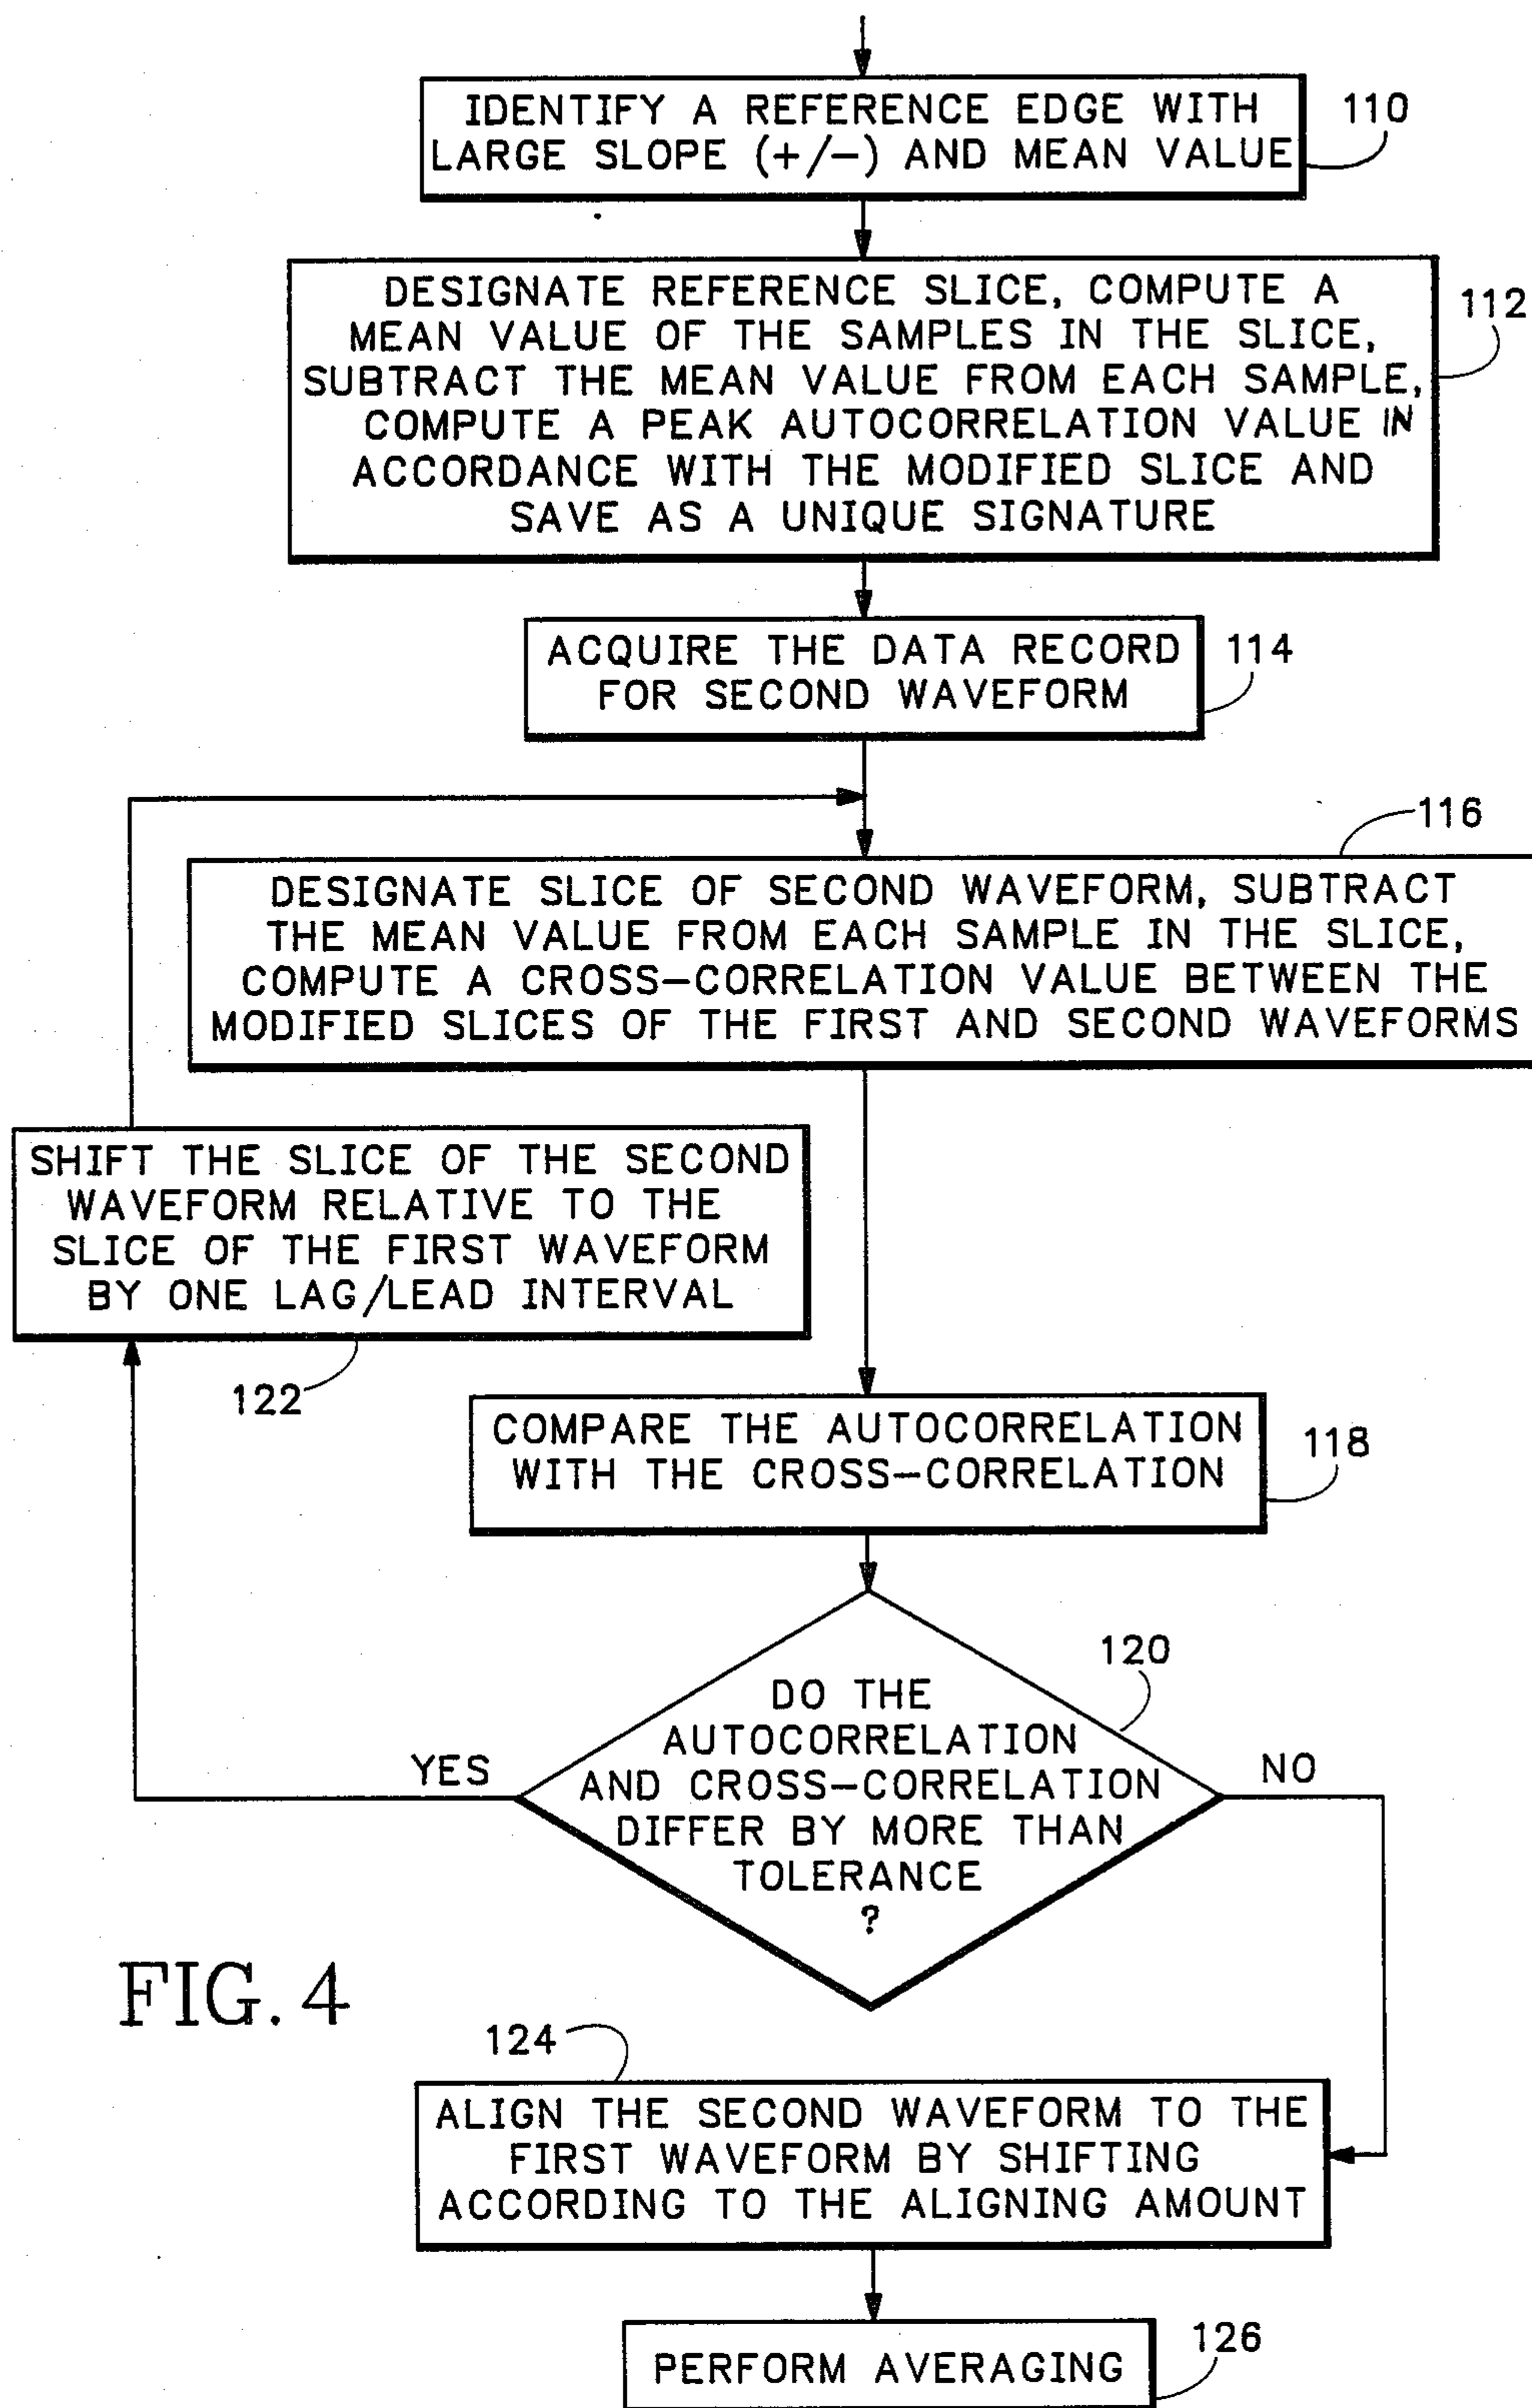 IDENTIFY A REFERENCE EDGE WITH
LARGE SLOPE (+/−) AND MEAN VALUE
110
DESIGNATE REFERENCE SLICE, COMPUTE A
MEAN VALUE OF THE SAMPLES IN THE SLICE,
SUBTRACT THE MEAN VALUE FROM EACH SAMPLE,
COMPUTE A PEAK AUTOCORRELATION VALUE IN
ACCORDANCE WITH THE MODIFIED SLICE AND
SAVE AS A UNIQUE SIGNATURE
112
ACQUIRE THE DATA RECORD
FOR SECOND WAVEFORM
114
116
DESIGNATE SLICE OF SECOND WAVEFORM, SUBTRACT
THE MEAN VALUE FROM EACH SAMPLE IN THE SLICE,
COMPUTE A CROSS−CORRELATION VALUE BETWEEN THE
MODIFIED SLICES OF THE FIRST AND SECOND WAVEFORMS
SHIFT THE SLICE OF THE SECOND
WAVEFORM RELATIVE TO THE
SLICE OF THE FIRST WAVEFORM
BY ONE LAG/LEAD INTERVAL
122
COMPARE THE AUTOCORRELATION
WITH THE CROSS−CORRELATION
118
120
DO THE
AUTOCORRELATION
AND CROSS−CORRELATION
DIFFER BY MORE THAN
TOLERANCE
?
YES
NO
FIG. 4
124
ALIGN THE SECOND WAVEFORM TO THE
FIRST WAVEFORM BY SHIFTING
ACCORDING TO THE ALIGNING AMOUNT
PERFORM AVERAGING
126